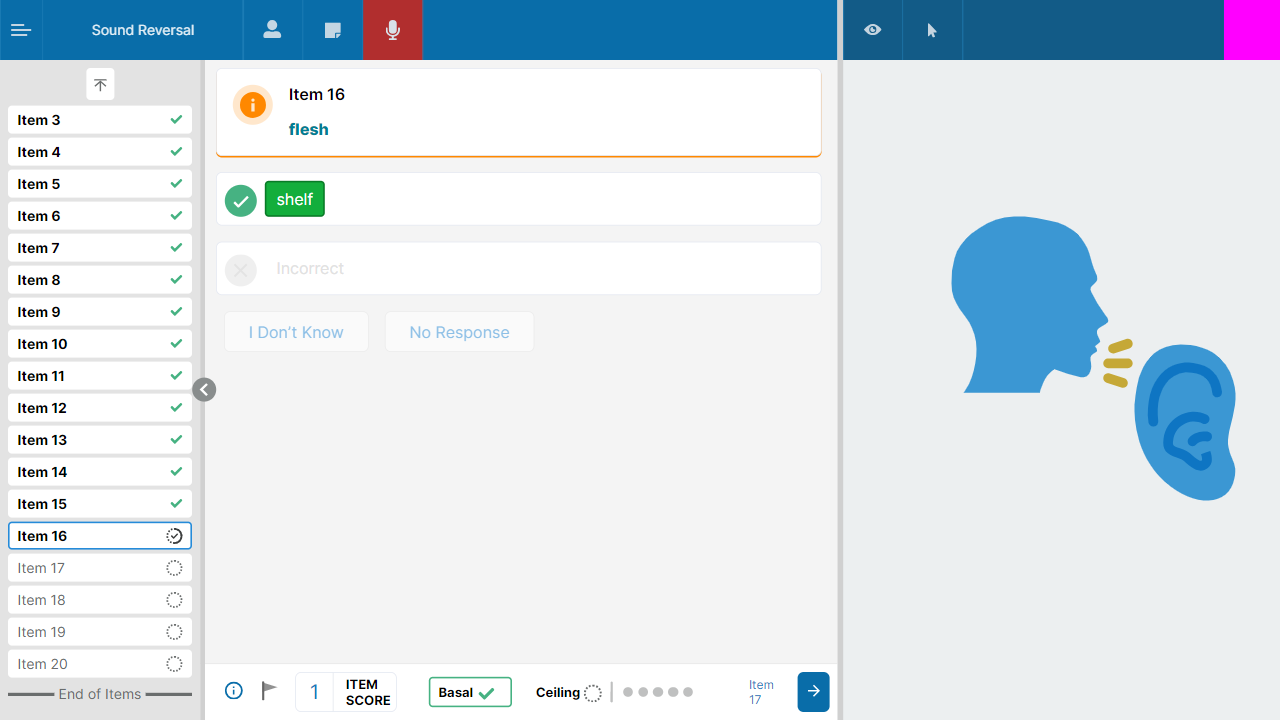 Sound Reversal
Item 3
Item 4
Item 5
Item 6
Item 7
Item 8
Item 9
Item 10
Item 11
Item 12
Item 13
Item 14
Item 15
Item 16
Item 17
Item 18
Item 19
Item 20
End of Items
Item 16
flesh
shelf
Incorrect
I Don’t Know
No Response
1
ITEM
SCORE
Basal
Ceiling
Item
17